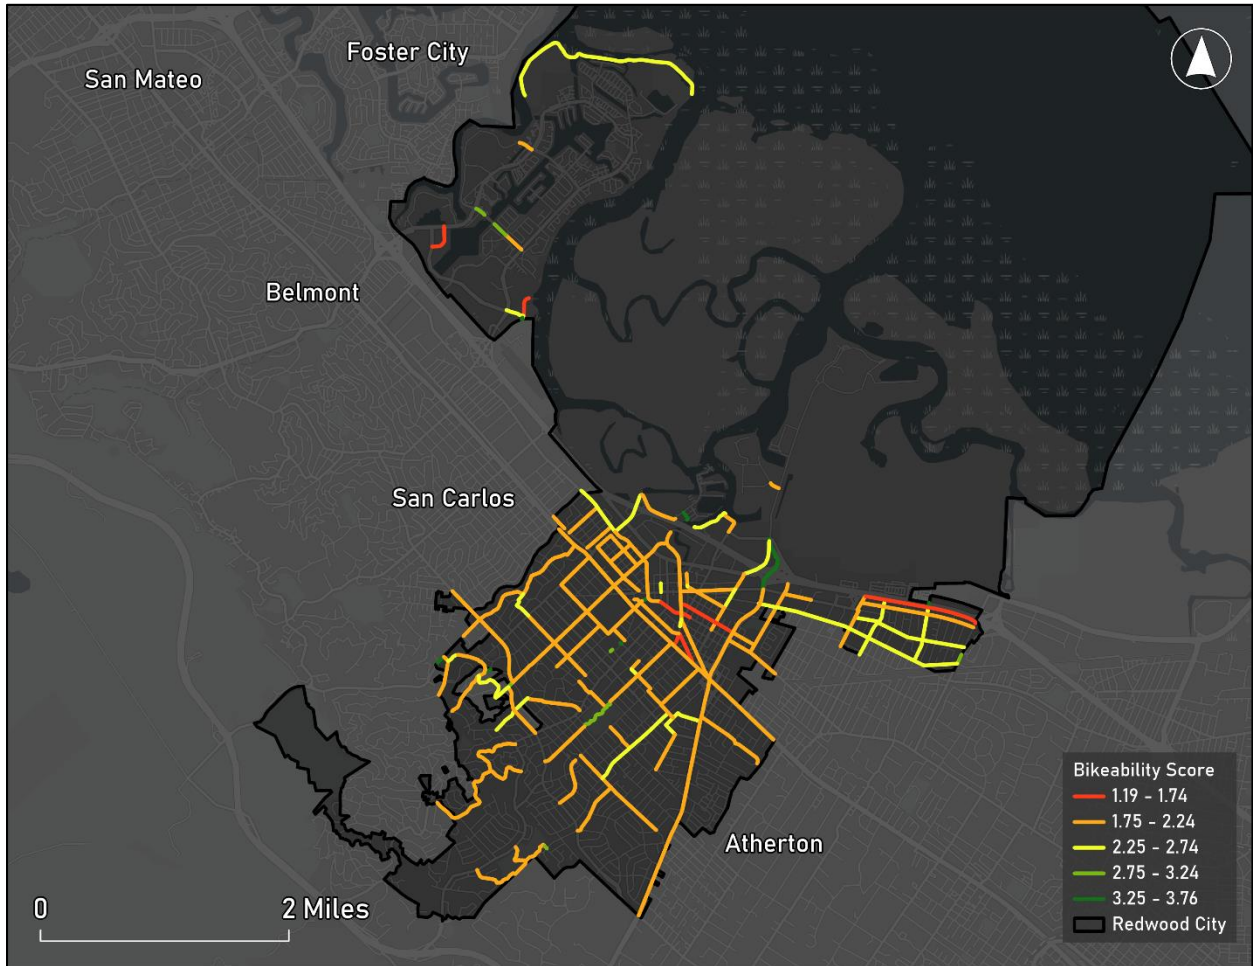 Foster City
San Mateo
Belmont
San Carlos
Atherton
Bikeability Score
1.19 - 1.74
1.75 - 2.24
2.25 - 2.74
2.75 - 3.24
3.25 - 3.76
Redwood City
0 2 Miles